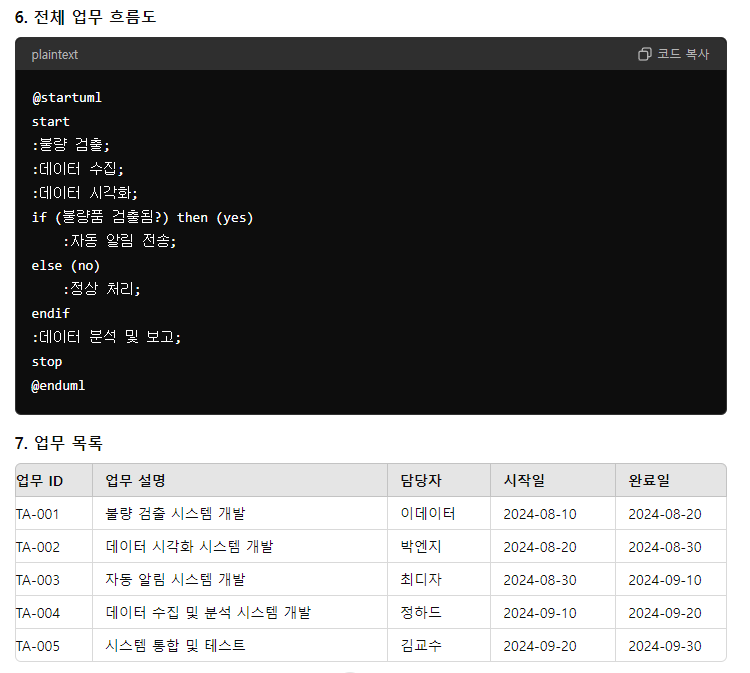 6. 전체 업무 흐름도
plaintext 코드 복사
@startuml
start
:불량 검출;
:데이터 수집;
:데이터 시각화;
if (불량품 검출됨?) then (yes)
    :자동 알림 전송;
else (no)
    :정상 처리;
endif
:데이터 분석 및 보고;
stop
@enduml
7. 업무 목록
업무 ID 업무 설명 담당자 시작일 완료일
TA-001 불량 검출 시스템 개발 이데이터 2024-08-10 2024-08-20
TA-002 데이터 시각화 시스템 개발 박엔지 2024-08-20 2024-08-30
TA-003 자동 알림 시스템 개발 최디자 2024-08-30 2024-09-10
TA-004 데이터 수집 및 분석 시스템 개발 정하드 2024-09-10 2024-09-20
TA-005 시스템 통합 및 테스트 김교수 2024-09-20 2024-09-30